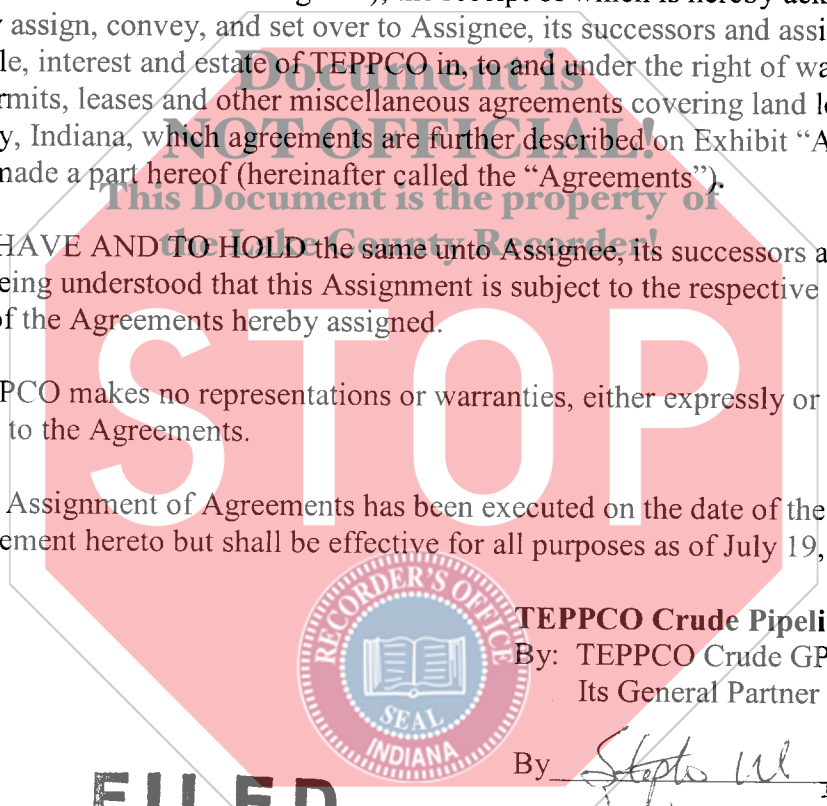 assign, convey, and set over to Assignee, its successors and assi
le, interest and estate of TEPPCO in, to and under the right of wa
rmits, leases and other miscellaneous agreements covering land l
y, Indiana, which agreements are further described on Exhibit “A
made a part hereof (hereinafter called the “Agreements”).
HAVE AND TO HOLD the same unto Assignee, its successors a
eing understood that this Assignment is subject to the respective
of the Agreements hereby assigned.
PCO makes no representations or warranties, either expressly or
to the Agreements.
Assignment of Agreements has been executed on the date of the
ement hereto but shall be effective for all purposes as of July 19,
TEPPCO Crude Pipeli
By: TEPPCO Crude GP
Its General Partner
By
FILED
Document is
NOT OFFICIAL!
This Document is the property of
the Lake County Recorder!
STOP
RECORDER'S OFFICE
SEAL
INDIANA